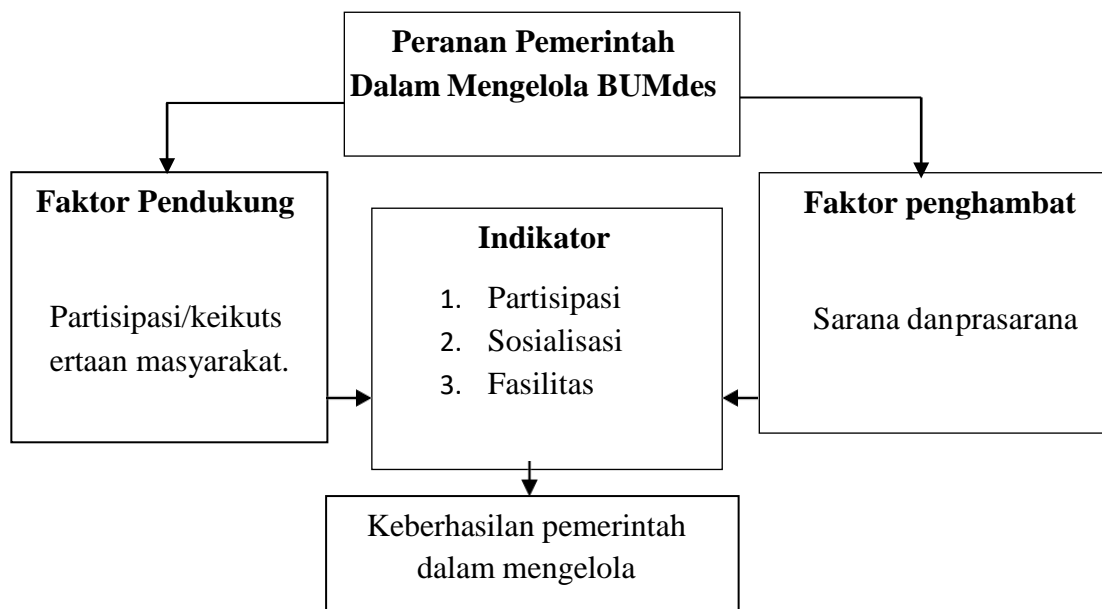 Peranan Pemerintah
Dalam Mengelola BUMdes
Faktor Pendukung
Partisipasi/keikuts
ertaan masyarakat.
Indikator
1. Partisipasi
2. Sosialisasi
3. Fasilitas
Faktor penghambat
Sarana danprasarana
Keberhasilan pemerintah
dalam mengelola